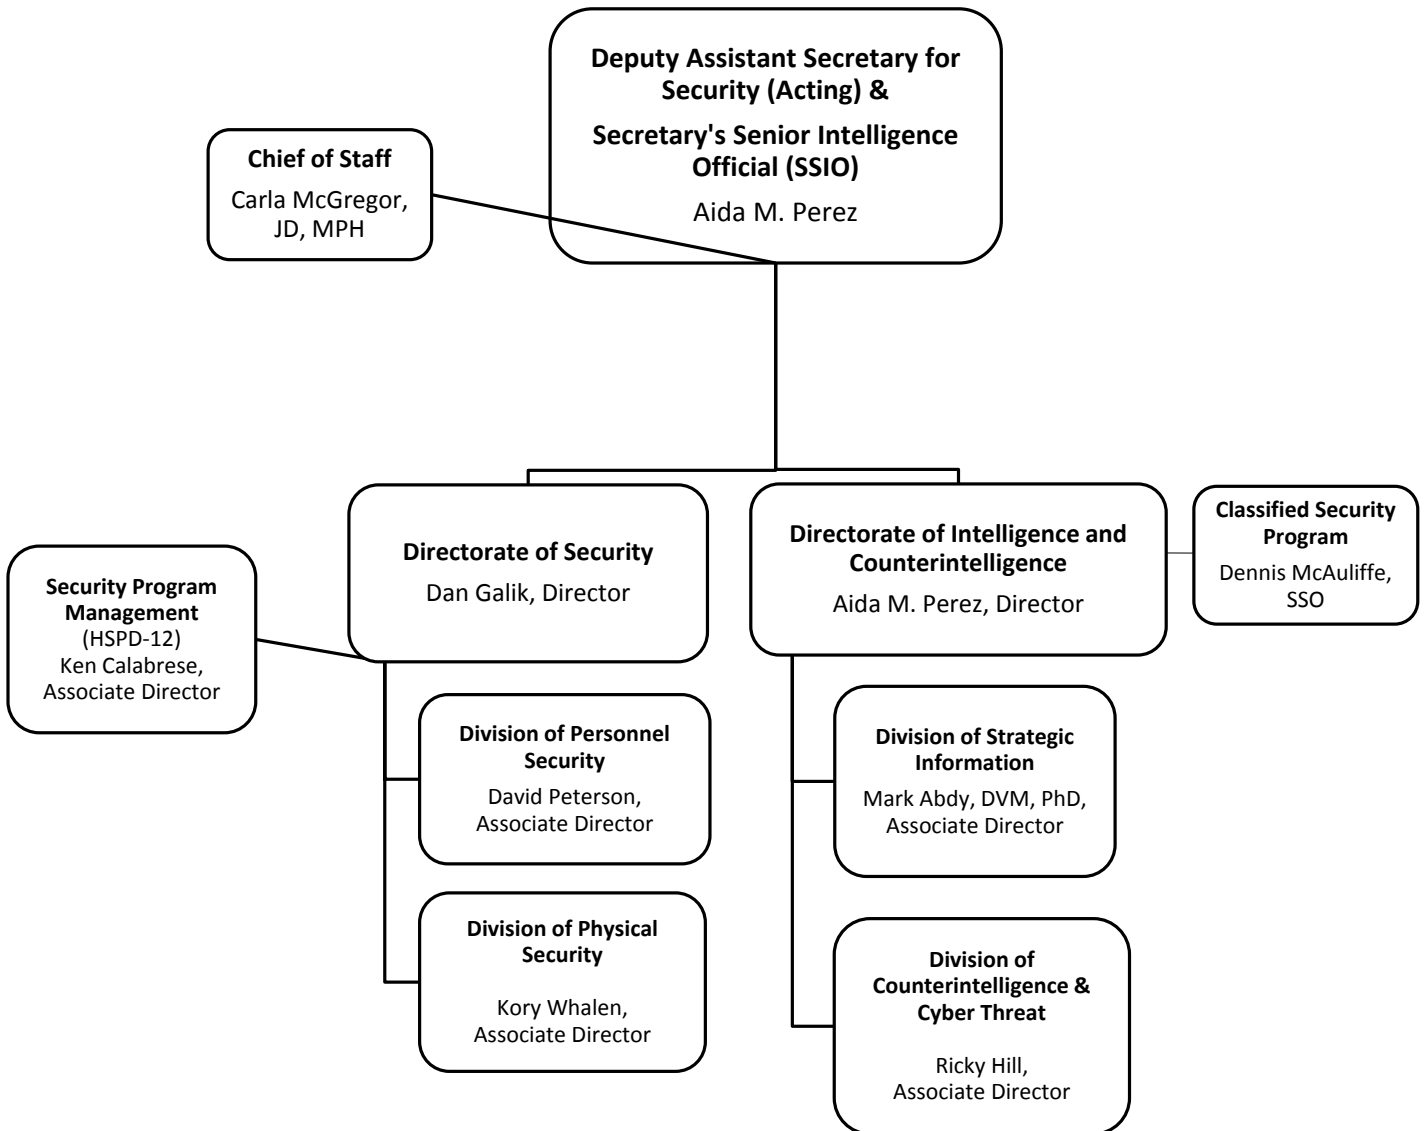 Deputy Assistant Secretary for
Security (Acting) &
Secretary's Senior Intelligence
Official (SSIO)
Aida M. Perez
Chief of Staff
Carla McGregor,
JD, MPH
Directorate of Security
Dan Galik, Director
Directorate of Intelligence and
Counterintelligence
Aida M. Perez, Director
Classified Security
Program
Dennis McAuliffe,
SSO
Security Program
Management
(HSPD-12)
Ken Calabrese,
Associate Director
Division of Personnel
Security
David Peterson,
Associate Director
Division of Strategic
Information
Mark Abdy, DVM, PhD,
Associate Director
Division of Physical
Security
Kory Whalen,
Associate Director
Division of
Counterintelligence &
Cyber Threat
Ricky Hill,
Associate Director